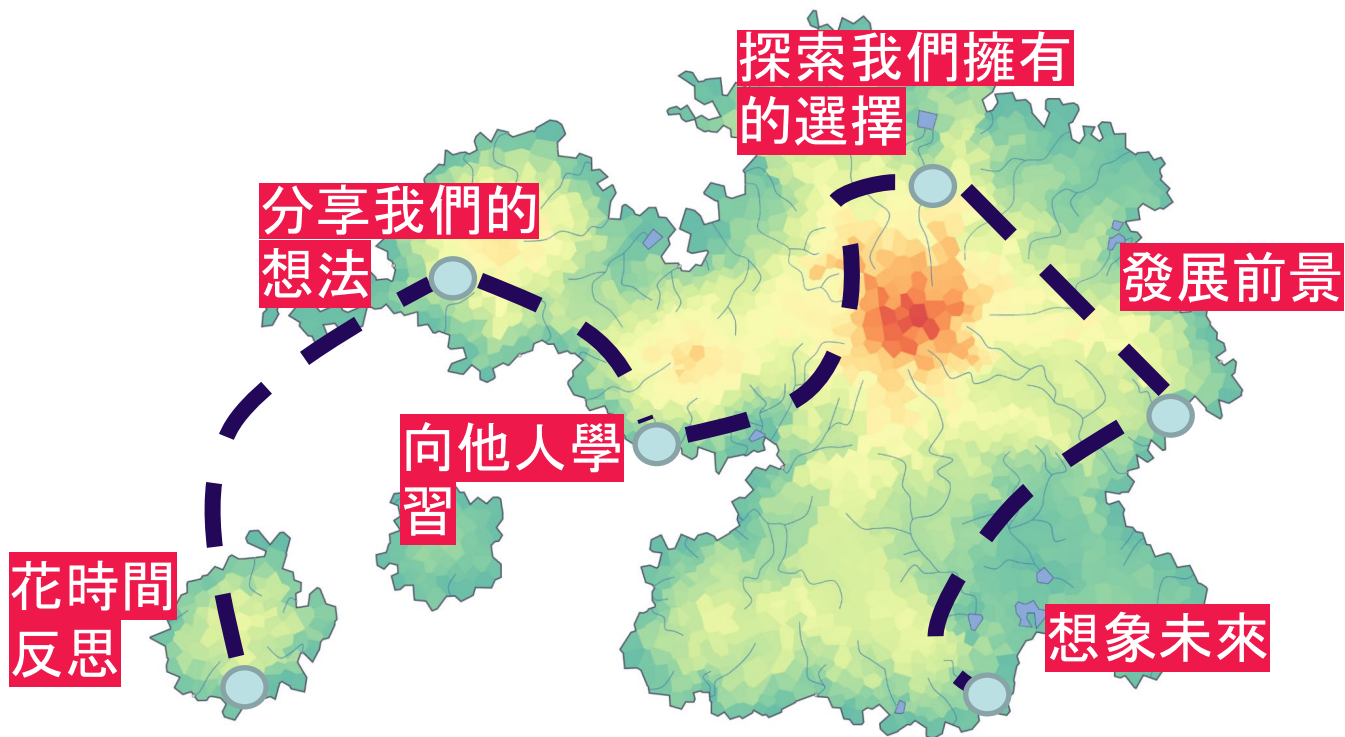 探索我們擁有
的選擇
分享我們的
想法
發展前景
向他人學
習
花時間
反思
想象未來